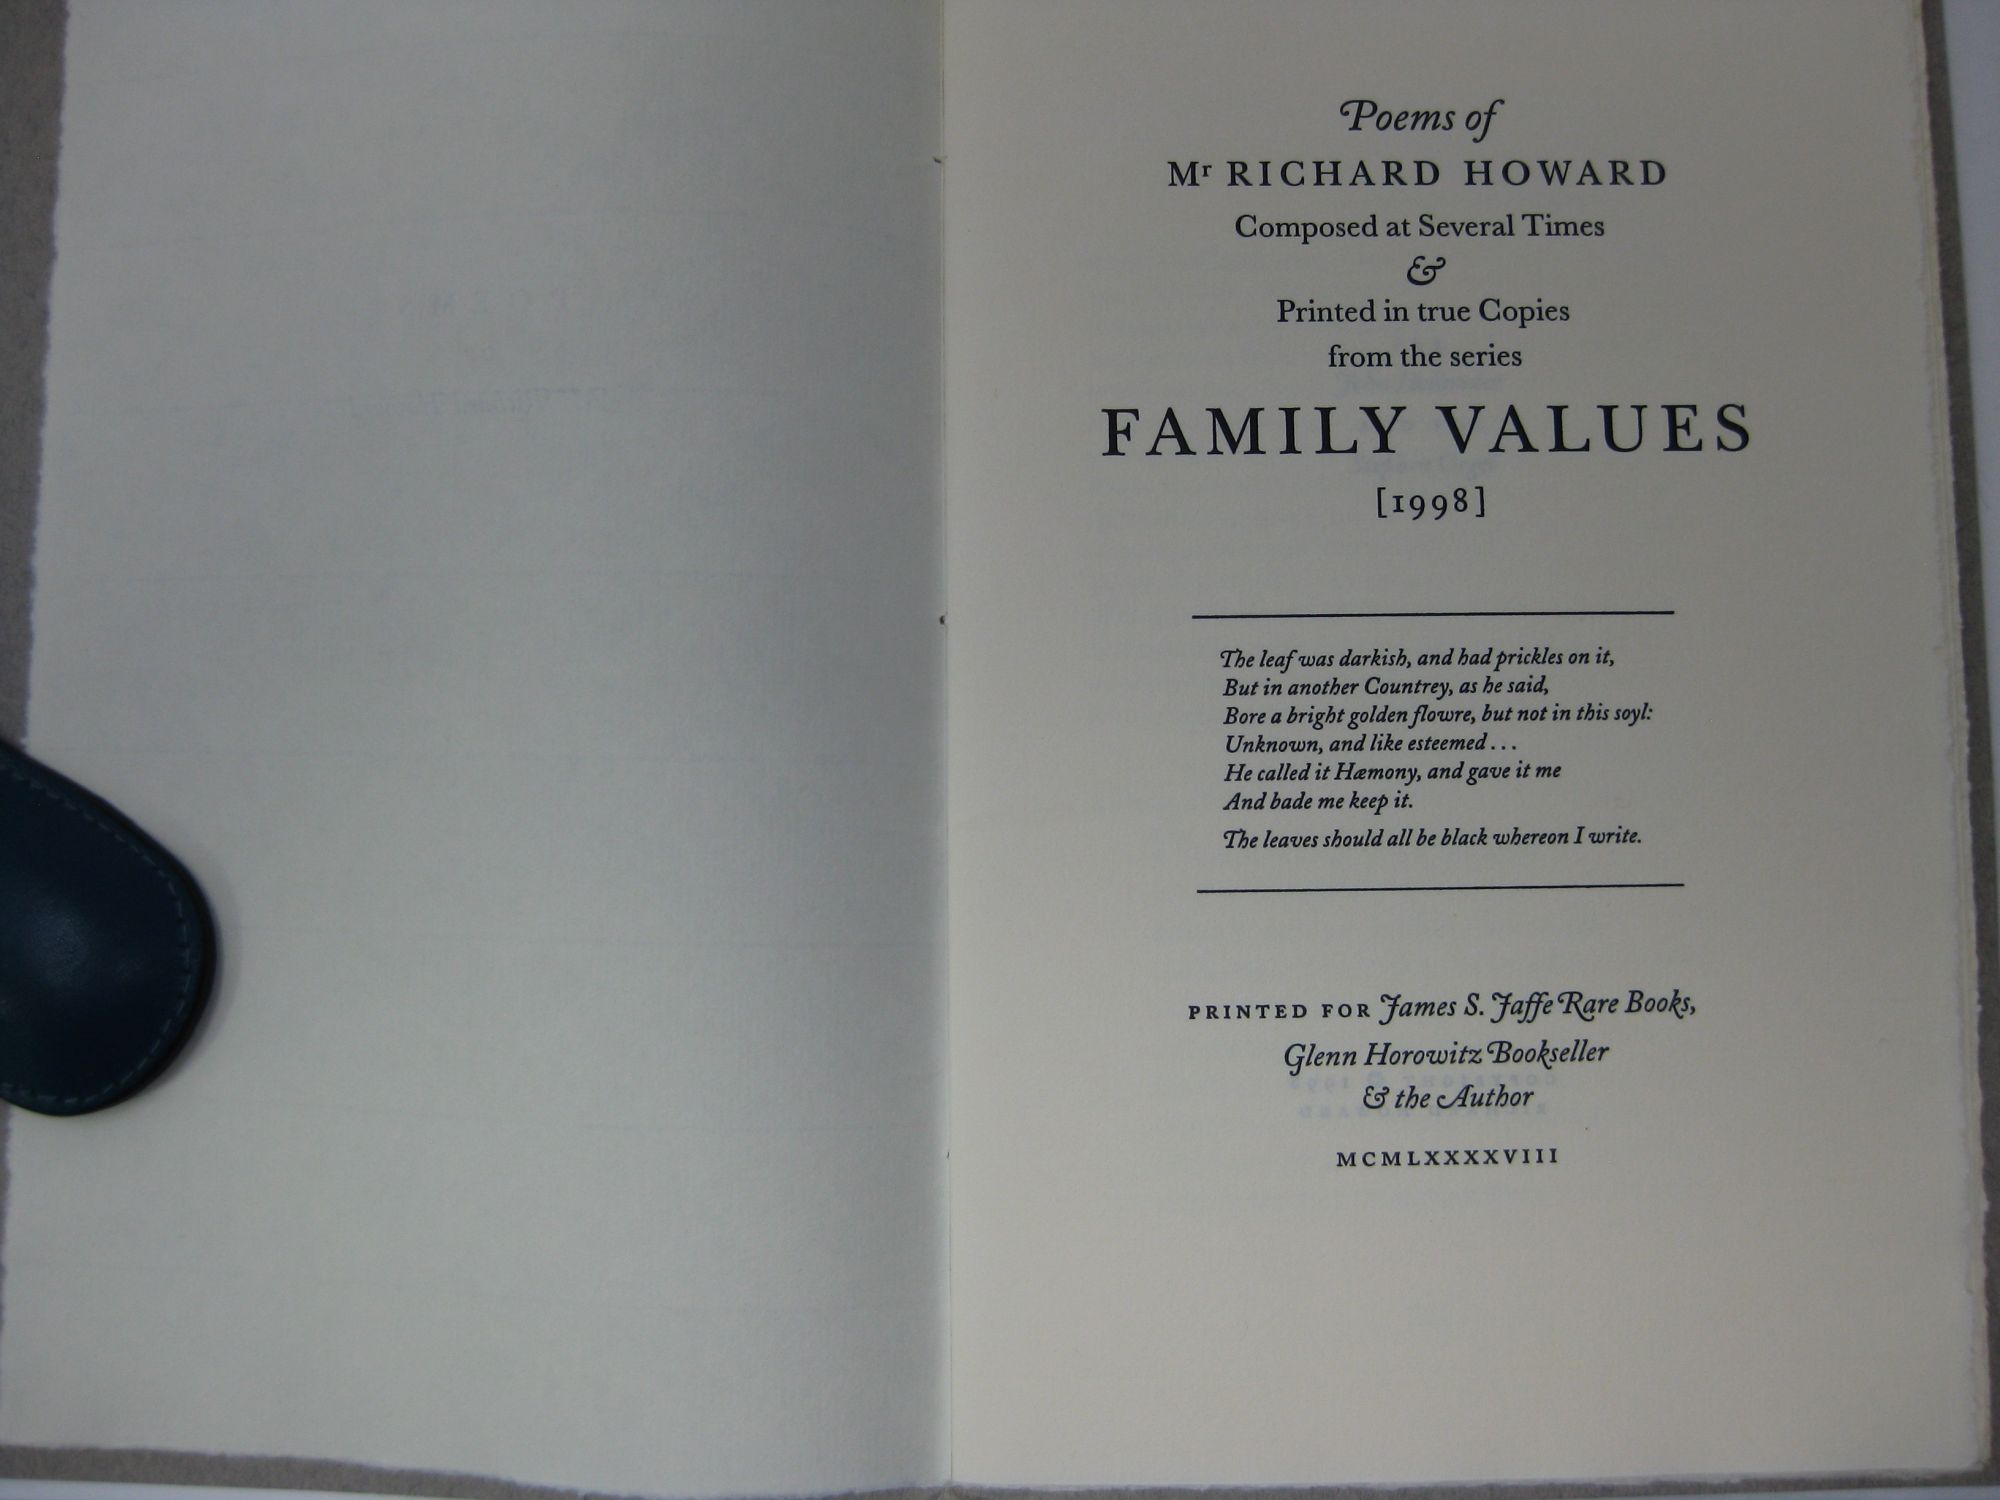 Poems of
Mr RICHARD HOWARD
Composed at Several Times
&
Printed in true Copies
from the series
FAMILY VALUES
[1998]
The leaf was darkish, and had prickles on it,
But in another Countrey, as he said,
Bore a bright golden flowre, but not in this soyl:
Unknown, and like esteemed . . .
He called it Hæmony, and gave it me
And bade me keep it.
The leaves should all be black whereon I write.
PRINTED FOR James S. Jaffe Rare Books,
Glenn Horowitz Bookseller
& the Author
MCMLXXXXVIII